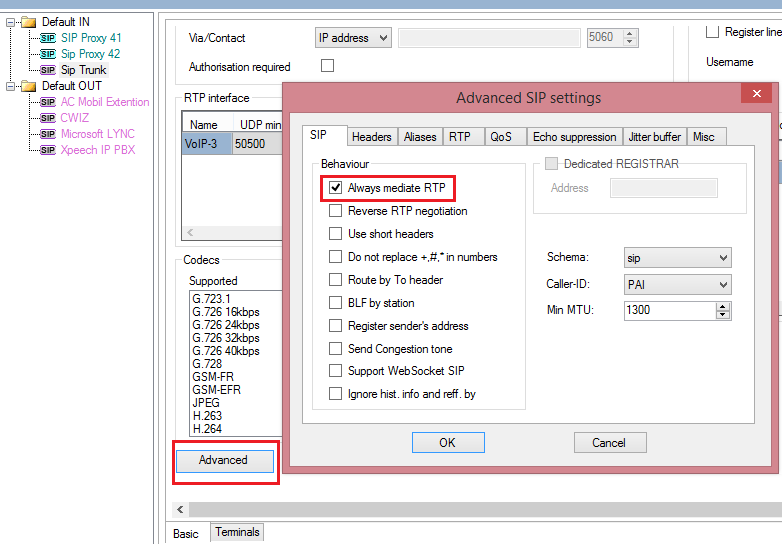 Default IN
SIP SIP Proxy 41
SIP Sip Proxy 42
SIP Sip Trunk
Default OUT
SIP AC Mobil Extention
SIP CWIZ
SIP Microsoft LYNC
SIP Xpeech IP PBX
Via/Contact
IP address
5060
Register line
Authorisation required
Username
RTP interface
Name
UDP min
VoIP-3
50500
Codecs
Supported
G.723.1
G.726 16kbps
G.726 24kbps
G.726 32kbps
G.726 40kbps
G.728
GSM-FR
GSM-EFR
JPEG
H.263
H.264
Advanced
Basic
Terminals
Advanced SIP settings
SIP
Headers
Aliases
RTP
QoS
Echo suppression
Jitter buffer
Misc
Behaviour
Always mediate RTP
Reverse RTP negotiation
Use short headers
Do not replace +,#,* in numbers
Route by To header
BLF by station
Register sender's address
Send Congestion tone
Support WebSocket SIP
Ignore hist. info and reff. by
Dedicated REGISTRAR
Address
Schema:
sip
Caller-ID:
PAI
Min MTU:
1300
OK
Cancel